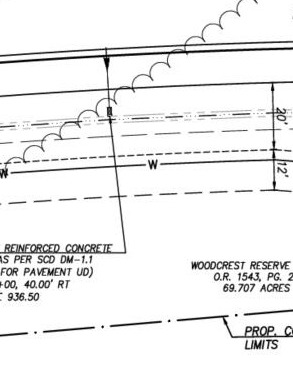 20'
W
W
12'
REINFORCED CONCRETE
AS PER SCD DM-1.1
FOR PAVEMENT UD)
+00, 40.00' RT
936.50
WOODCREST RESERVE
O.R. 1543, PG. 2
69.707 ACRES
PROP. C
LIMITS